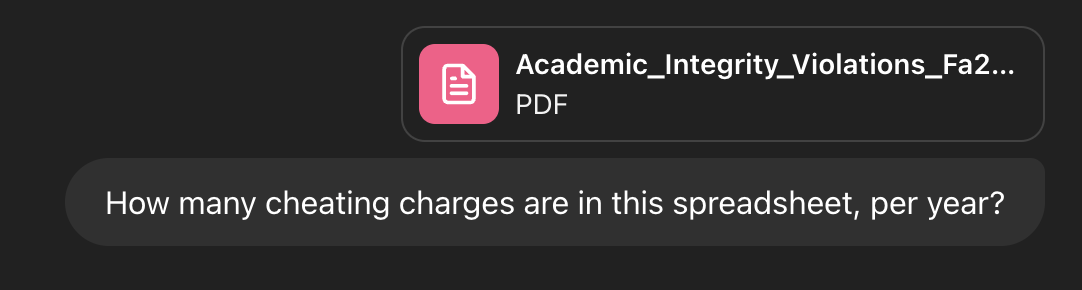 Academic_Integrity_Violations_Fa2...
PDF
How many cheating charges are in this spreadsheet, per year?